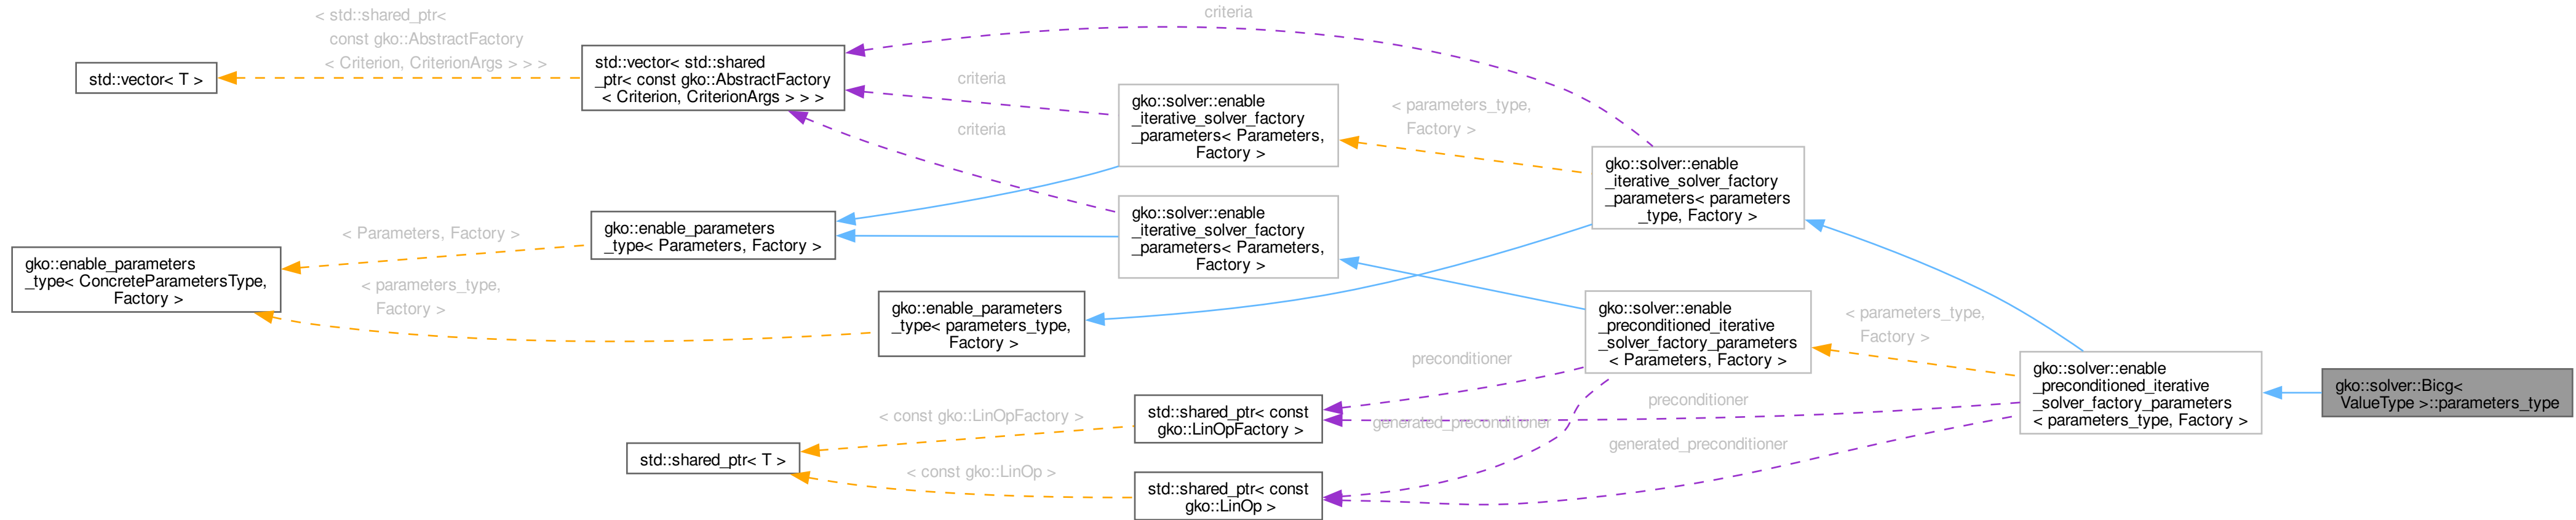 std::vector< T >
< std::shared_ptr<
const gko::AbstractFactory
< Criterion, CriterionArgs > > >
std::vector< std::shared
_ptr< const gko::AbstractFactory
< Criterion, CriterionArgs > > >
criteria
criteria
criteria
gko::solver::enable
_iterative_solver_factory
_parameters< Parameters,
Factory >
gko::solver::enable
_iterative_solver_factory
_parameters< Parameters,
Factory >
< parameters_type,
Factory >
gko::solver::enable
_iterative_solver_factory
_parameters< parameters
_type, Factory >
gko::enable_parameters
_type< ConcreteParametersType,
Factory >
< Parameters, Factory >
< parameters_type,
Factory >
gko::enable_parameters
_type< Parameters, Factory >
gko::enable_parameters
_type< parameters_type,
Factory >
gko::solver::enable
_preconditioned_iterative
_solver_factory_parameters
< Parameters, Factory >
< parameters_type,
Factory >
gko::solver::enable
_preconditioned_iterative
_solver_factory_parameters
< parameters_type, Factory >
gko::solver::Bicg<
ValueType >::parameters_type
preconditioner
preconditioner
generated_preconditioner
generated_preconditioner
std::shared_ptr< T >
< const gko::LinOpFactory >
< const gko::LinOp >
std::shared_ptr< const
gko::LinOpFactory >
std::shared_ptr< const
gko::LinOp >